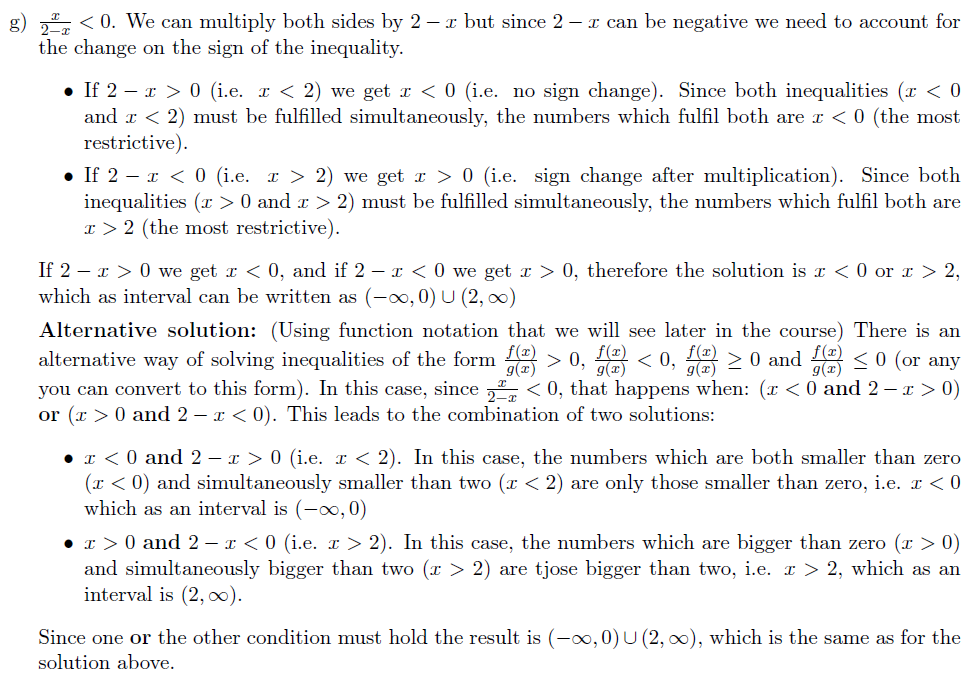 g) x/(2−x) < 0. We can multiply both sides by 2 − x but since 2 − x can be negative we need to account for
the change on the sign of the inequality.
• If 2 − x > 0 (i.e. x < 2) we get x < 0 (i.e. no sign change). Since both inequalities (x < 0
and x < 2) must be fulfilled simultaneously, the numbers which fulfil both are x < 0 (the most
restrictive).
• If 2 − x < 0 (i.e. x > 2) we get x > 0 (i.e. sign change after multiplication). Since both
inequalities (x > 0 and x > 2) must be fulfilled simultaneously, the numbers which fulfil both are
x > 2 (the most restrictive).
If 2 − x > 0 we get x < 0, and if 2 − x < 0 we get x > 0, therefore the solution is x < 0 or x > 2,
which as interval can be written as (−∞, 0) ∪ (2, ∞)
Alternative solution: (Using function notation that we will see later in the course) There is an
alternative way of solving inequalities of the form f(x)/g(x) > 0, f(x)/g(x) < 0, f(x)/g(x) ≥ 0 and f(x)/g(x) ≤ 0 (or any
you can convert to this form). In this case, since x/(2−x) < 0, that happens when: (x < 0 and 2 − x > 0)
or (x > 0 and 2 − x < 0). This leads to the combination of two solutions:
• x < 0 and 2 − x > 0 (i.e. x < 2). In this case, the numbers which are both smaller than zero
(x < 0) and simultaneously smaller than two (x < 2) are only those smaller than zero, i.e. x < 0
which as an interval is (−∞, 0)
• x > 0 and 2 − x < 0 (i.e. x > 2). In this case, the numbers which are bigger than zero (x > 0)
and simultaneously bigger than two (x > 2) are tjose bigger than two, i.e. x > 2, which as an
interval is (2, ∞).
Since one or the other condition must hold the result is (−∞, 0) ∪ (2, ∞), which is the same as for the
solution above.